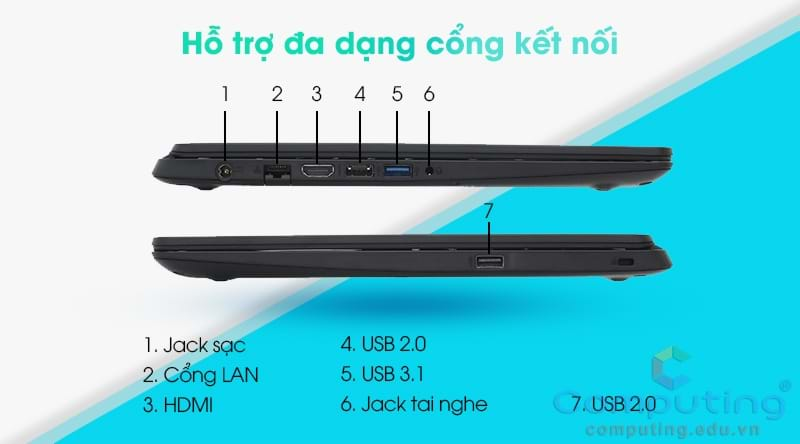 Hỗ trợ đa dạng cổng kết nối
1 2 3 4 5 6
7
1. Jack sạc
2. Cổng LAN
3. HDMI
4. USB 2.0
5. USB 3.1
6. Jack tai nghe
7. USB 2.0
Computing®
computing.edu.vn